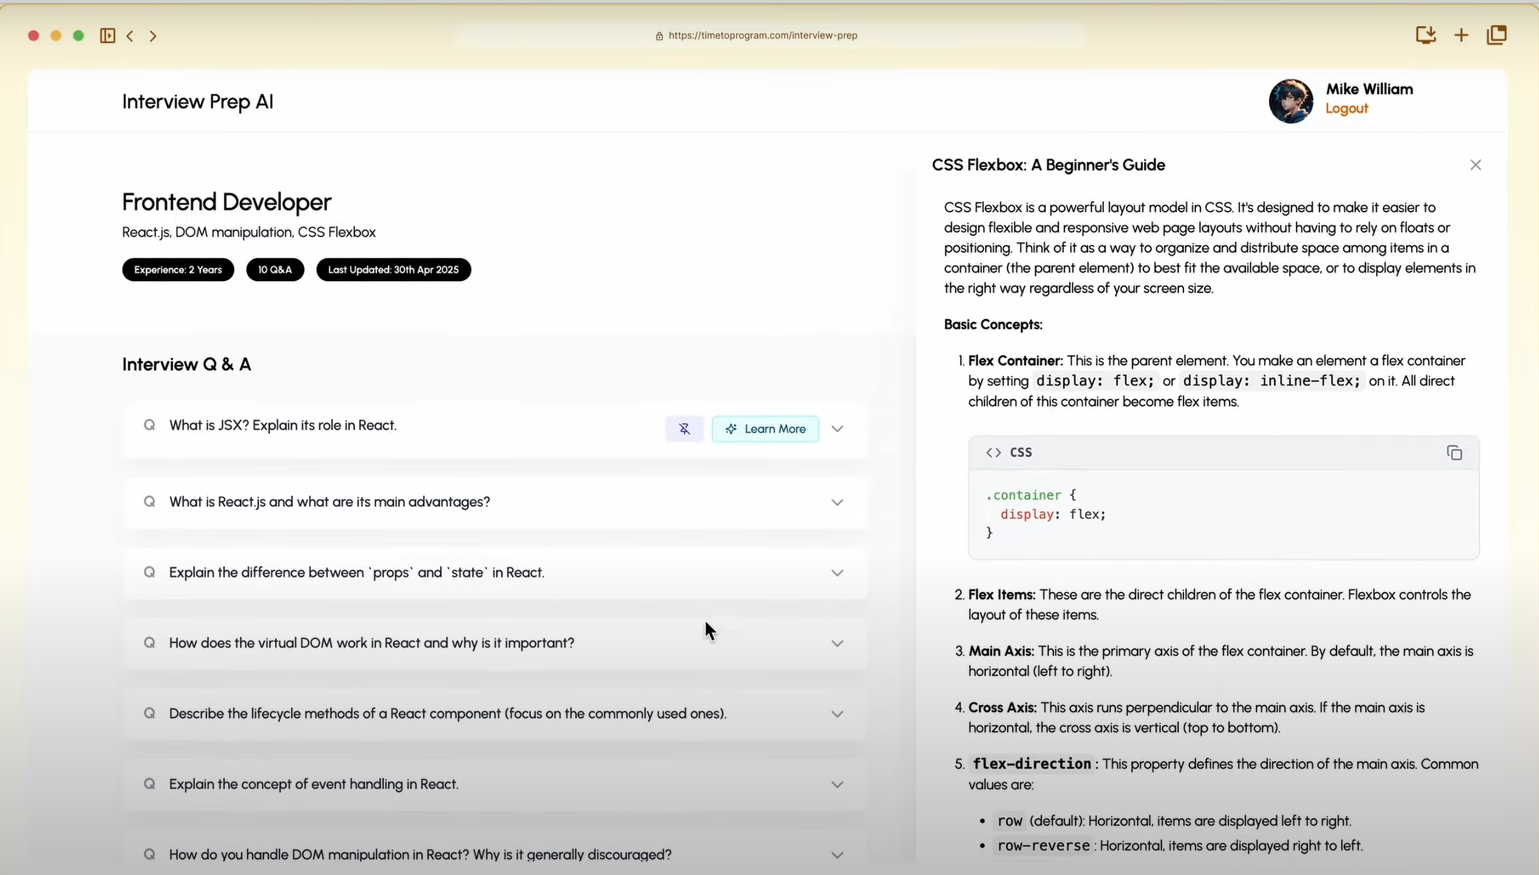 https://timetoprogram.com/interview-prep
Interview Prep AI
Mike William
Logout
Frontend Developer
React.js, DOM manipulation, CSS Flexbox
Experience: 2 Years
10 Q&A
Last Updated: 30th Apr 2025
Interview Q & A
Q What is JSX? Explain its role in React.
Learn More
Q What is React.js and what are its main advantages?
Q Explain the difference between `props` and `state` in React.
Q How does the virtual DOM work in React and why is it important?
Q Describe the lifecycle methods of a React component (focus on the commonly used ones).
Q Explain the concept of event handling in React.
Q How do you handle DOM manipulation in React? Why is it generally discouraged?
CSS Flexbox: A Beginner's Guide
CSS Flexbox is a powerful layout model in CSS. It's designed to make it easier to
design flexible and responsive web page layouts without having to rely on floats or
positioning. Think of it as a way to organize and distribute space among items in a
container (the parent element) to best fit the available space, or to display elements in
the right way regardless of your screen size.
Basic Concepts:
1. Flex Container: This is the parent element. You make an element a flex container
by setting display: flex; or display: inline-flex; on it. All direct
children of this container become flex items.
<> CSS
.container {
display: flex;
}
2. Flex Items: These are the direct children of the flex container. Flexbox controls the
layout of these items.
3. Main Axis: This is the primary axis of the flex container. By default, the main axis is
horizontal (left to right).
4. Cross Axis: This axis runs perpendicular to the main axis. If the main axis is
horizontal, the cross axis is vertical (top to bottom).
5. flex-direction : This property defines the direction of the main axis. Common
values are:
• row (default): Horizontal, items are displayed left to right.
• row-reverse : Horizontal, items are displayed right to left.